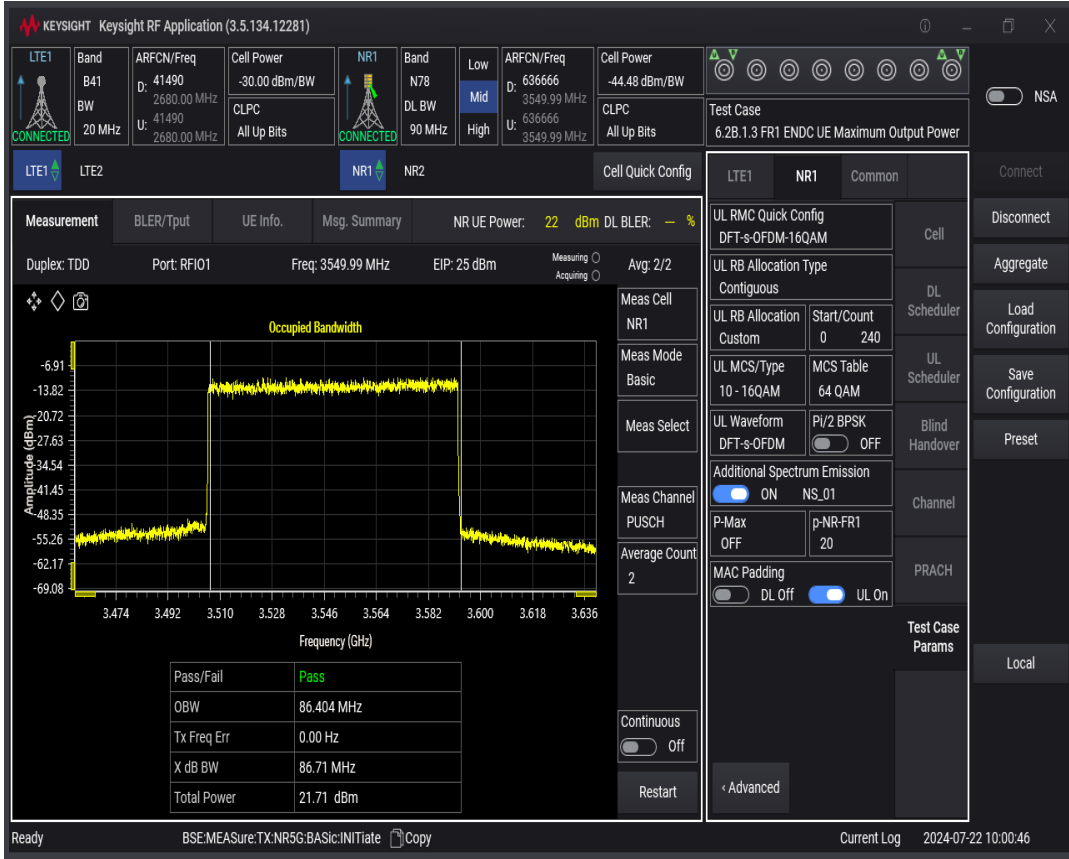 KEYSIGHT Keysight RF Application (3.5.134.12281)
LTE1 Band ARFCN/Freq Cell Power NR1 Band Low ARFCN/Freq Cell Power
B41 D: 41490 -30.00 dBm/BW N78 D: 636666 -44.48 dBm/BW
2680.00 MHz 3549.99 MHz
BW CLPC DL BW Mid CLPC Test Case NSA
CONNECTED 20 MHz U: 41490 All Up Bits CONNECTED 90 MHz High U: 636666 All Up Bits 6.2B.1.3 FR1 ENDC UE Maximum Output Power
2680.00 MHz 3549.99 MHz
LTE1 LTE2 NR1 NR2 Cell Quick Config LTE1 NR1 Common Connect
Measurement BLER/Tput UE Info. Msg. Summary NR UE Power: 22 dBm DL BLER: --- %
Duplex: TDD Port: RFIO1 Freq: 3549.99 MHz EIP: 25 dBm Measuring Acquiring Avg: 2/2
Occupied Bandwidth
Amplitude (dBm)
-6.91
-13.82
-20.72
-27.63
-34.54
-41.45
-48.35
-55.26
-62.17
-69.08
3.474 3.492 3.510 3.528 3.546 3.564 3.582 3.600 3.618 3.636
Frequency (GHz)
Pass/Fail Pass
OBW 86.404 MHz
Tx Freq Err 0.00 Hz
X dB BW 86.71 MHz
Total Power 21.71 dBm
Meas Cell
NR1
Meas Mode
Basic
Meas Select
Meas Channel
PUSCH
Average Count
2
Continuous
Off
Restart
UL RMC Quick Config
DFT-s-OFDM-16QAM
UL RB Allocation Type
Contiguous
UL RB Allocation Start/Count
Custom 0 240
UL MCS/Type MCS Table
10 - 16QAM 64 QAM
UL Waveform Pi/2 BPSK
DFT-s-OFDM OFF
Additional Spectrum Emission
ON NS_01
P-Max p-NR-FR1
OFF 20
MAC Padding
DL Off UL On
‹ Advanced
Cell
DL
Scheduler
UL
Scheduler
Blind
Handover
Channel
PRACH
Test Case
Params
Disconnect
Aggregate
Load
Configuration
Save
Configuration
Preset
Local
Ready BSE:MEASure:TX:NR5G:BASic:INITiate Copy Current Log 2024-07-22 10:00:46